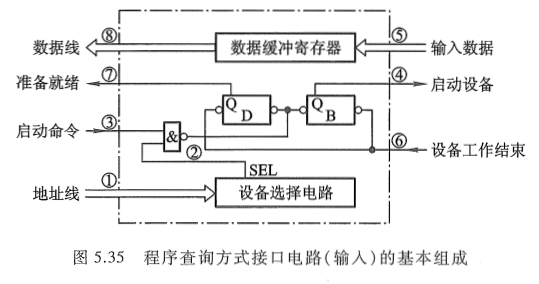 数据线 ⑧ 数据缓冲寄存器 ⑤ 输入数据
准备就绪 ⑦ Q D Q B ④ 启动设备
启动命令 ③ & ② ⑥ 设备工作结束
SEL
地址线 ① 设备选择电路
图 5.35 程序查询方式接口电路(输入)的基本组成